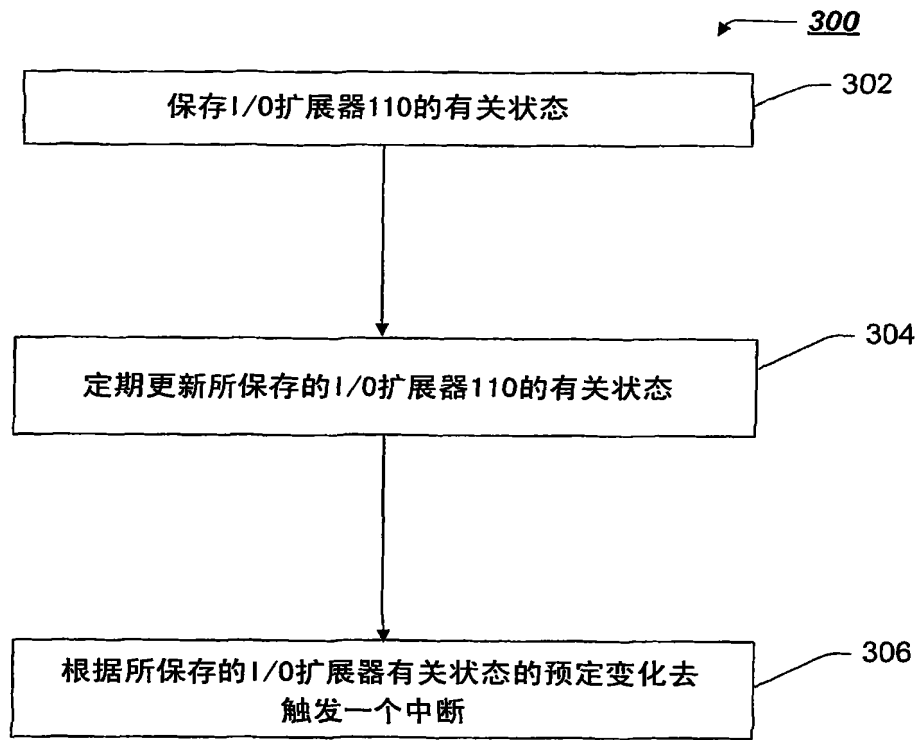 300
保存I/O扩展器110的有关状态
302
304
定期更新所保存的I/O扩展器110的有关状态
306
根据所保存的I/O扩展器有关状态的预定变化去
触发一个中断